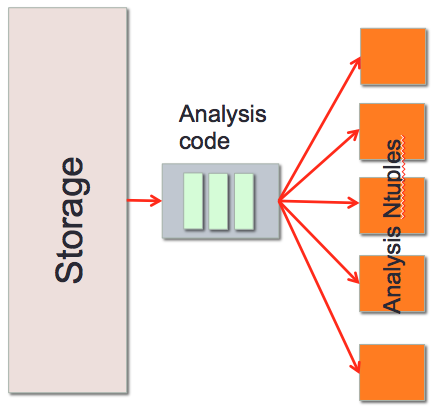 Storage
Analysis
code
Analysis Ntuples